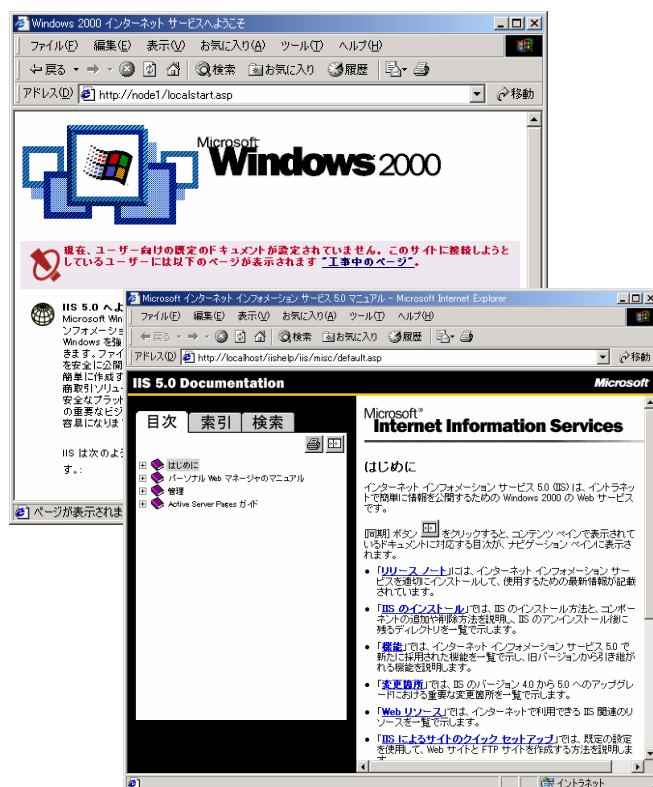 Windows 2000 インターネット サービスへようこそ
ファイル(F) 編集(E) 表示(V) お気に入り(A) ツール(T) ヘルプ(H)
戻る 検索 お気に入り 履歴
アドレス(D) http://node1/localstart.asp 移動
Microsoft
Windows 2000
現在、ユーザー向けの既定のドキュメントが設定されていません。このサイトに接続しようと
しているユーザーには以下のページが表示されます "工事中のページ"。
IIS 5.0 へよ
Microsoft Win
ンフォメーショ
Windows を強
きます。ファイ
を安全に公開
簡単に作成す
商取引ソリュー
安全なプラット
の重要なビジ
容易になりま
IIS は次のよ
す。:
ページが表示されま
Microsoft インターネット インフォメーション サービス 5.0 マニュアル - Microsoft Internet Explorer
ファイル(F) 編集(E) 表示(V) お気に入り(A) ツール(T) ヘルプ(H)
戻る 検索 お気に入り 履歴
アドレス(D) http://localhost/iishelp/iis/misc/default.asp 移動
IIS 5.0 Documentation Microsoft
目次 索引 検索
はじめに
パーソナル Web マネージャのマニュアル
管理
Active Server Pages ガイド
Microsoft®
Internet Information Services
はじめに
インターネット インフォメーション サービス 5.0 (IIS) は、イントラネッ
トで簡単に情報を公開するための Windows 2000 の Web サービス
です。
[同期] ボタン をクリックすると、コンテンツ ペインで表示されて
いるドキュメントに対応する目次が、ナビゲーション ペインに表示さ
れます。
• 「リリース ノート」には、インターネット インフォメーション サー
ビスを適切にインストールして、使用するための最新情報が記載
されています。
• 「IIS のインストール」では、IIS のインストール方法と、コンポー
ネントの追加や削除方法を説明し、IIS のアンインストール後に
残るディレクトリを一覧で示します。
• 「機能」では、インターネット インフォメーション サービス 5.0 で
新たに採用された機能を一覧で示し、旧バージョンから引き継が
れる機能を説明します。
• 「変更箇所」では、IIS のバージョン 4.0 から 5.0 へのアップグレ
ードにおける重要な変更箇所を一覧で示します。
• 「Web リソース」では、インターネットで利用できる IIS 関連のリ
ソースを一覧で示します。
• 「IIS によるサイトのクイック セットアップ」では、既定の設定
を使用して、Web サイトと FTP サイトを作成する方法を説明しま
イントラネット